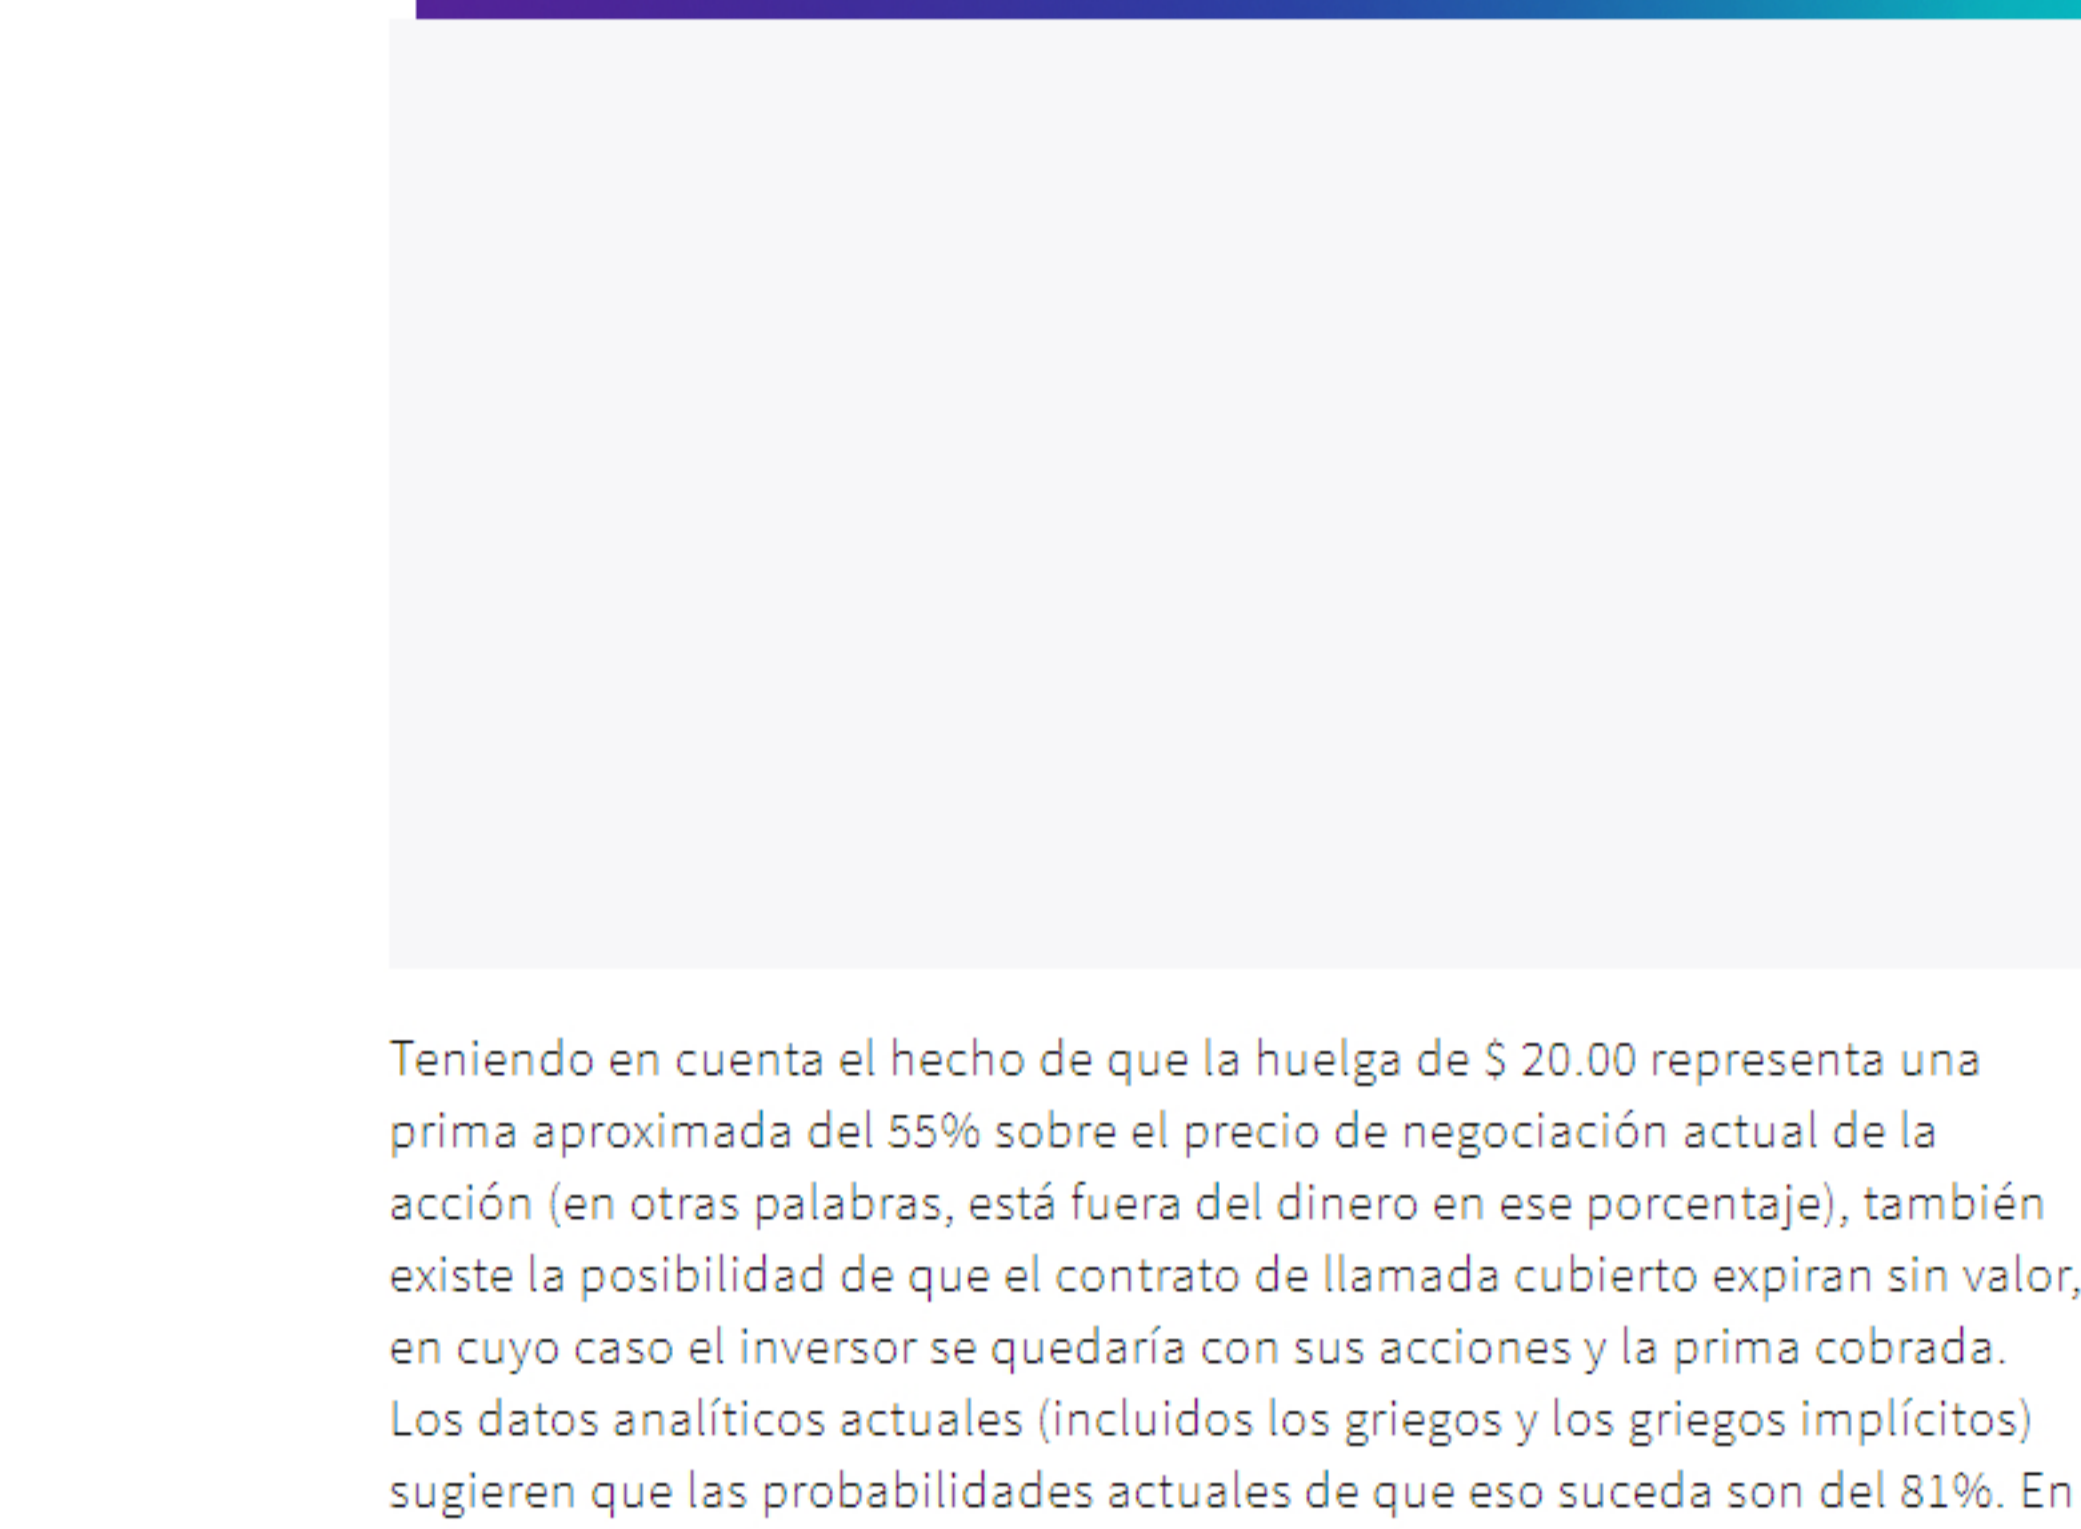 Teniendo en cuenta el hecho de que la huelga de $ 20.00 representa una
prima aproximada del 55% sobre el precio de negociación actual de la
acción (en otras palabras, está fuera del dinero en ese porcentaje), también
existe la posibilidad de que el contrato de llamada cubierto expiran sin valor,
en cuyo caso el inversor se quedaría con sus acciones y la prima cobrada.
Los datos analíticos actuales (incluidos los griegos y los griegos implícitos)
sugieren que las probabilidades actuales de que eso suceda son del 81%. En